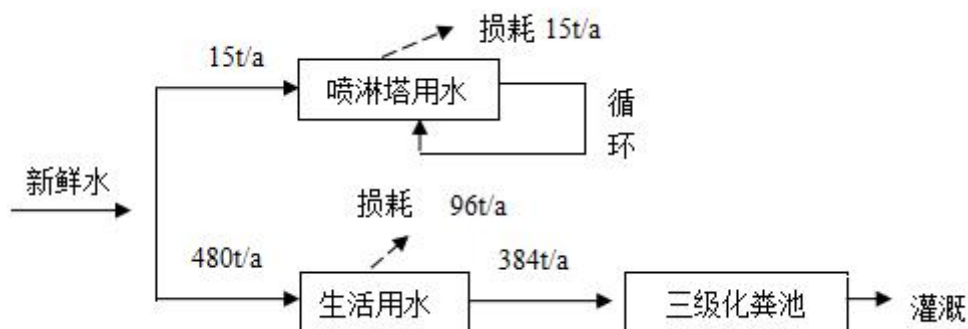 损耗 15t/a
15t/a
喷淋塔用水
循
环
新鲜水
损耗 96t/a
480t/a
384t/a
生活用水
三级化粪池
灌溉